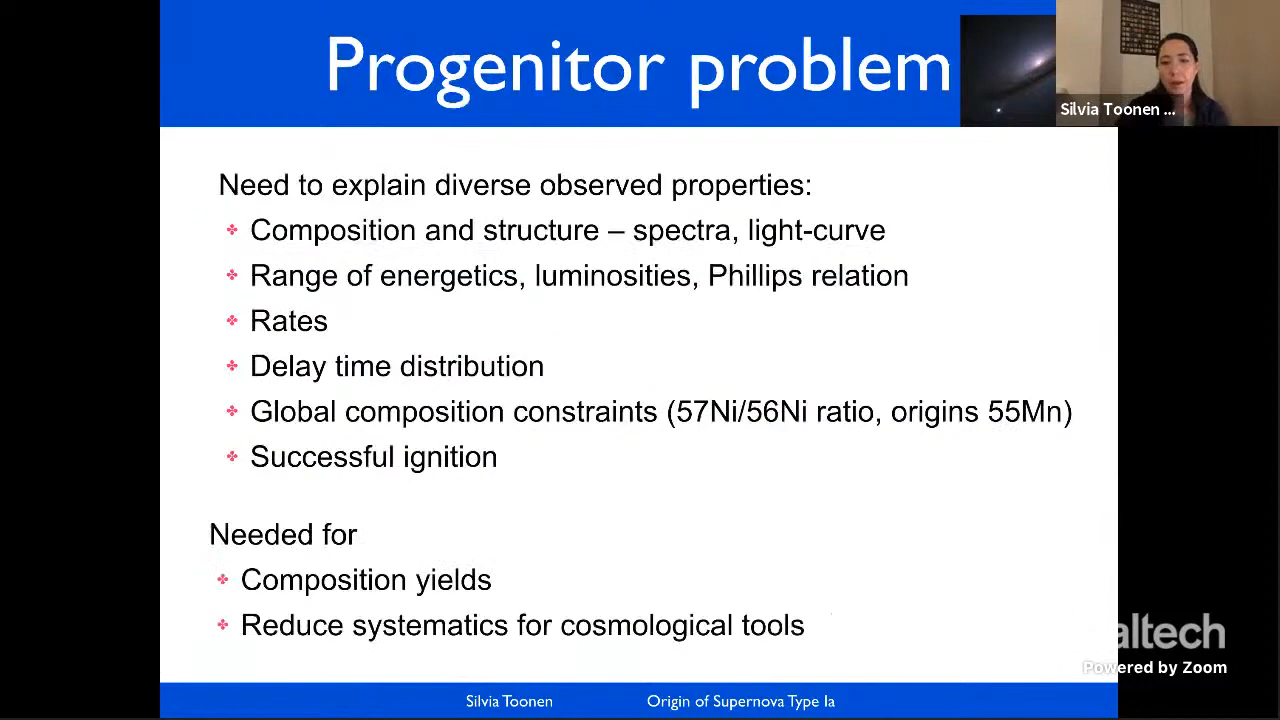 Progenitor problem
Silvia Toonen ...
Need to explain diverse observed properties:
Composition and structure – spectra, light-curve
Range of energetics, luminosities, Phillips relation
Rates
Delay time distribution
Global composition constraints (57Ni/56Ni ratio, origins 55Mn)
Successful ignition
Needed for
Composition yields
Reduce systematics for cosmological tools
altech
Powered by Zoom
Silvia Toonen Origin of Supernova Type Ia